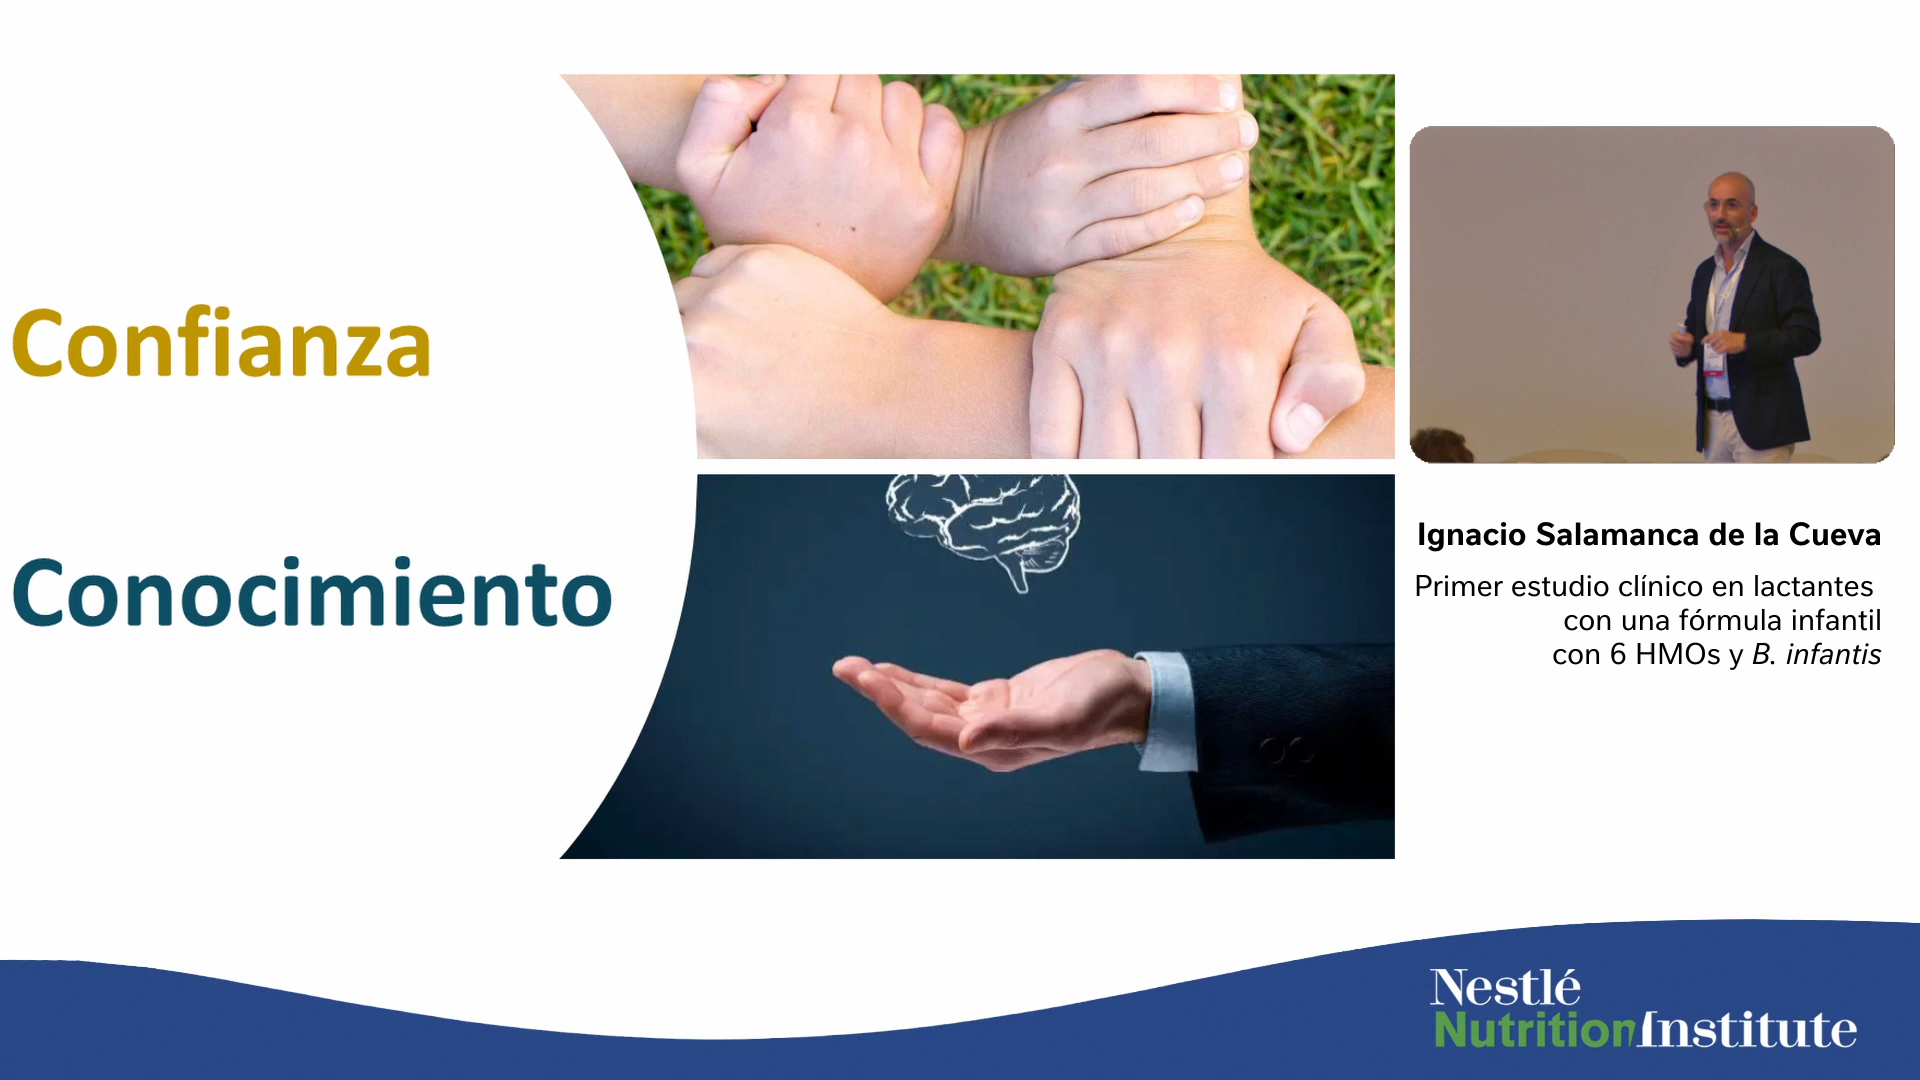 Confianza
Conocimiento
Ignacio Salamanca de la Cueva
Primer estudio clínico en lactantes
con una fórmula infantil
con 6 HMOs y B. infantis
Nestlé
NutritionInstitute